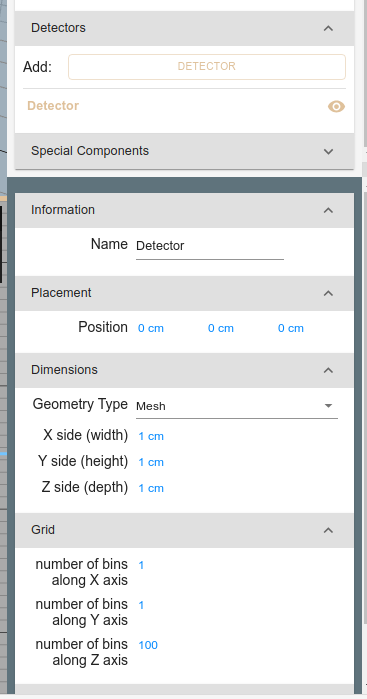 Detectors
Add: DETECTOR
Detector
Special Components
Information
Name Detector
Placement
Position 0 cm 0 cm 0 cm
Dimensions
Geometry Type Mesh
X side (width) 1 cm
Y side (height) 1 cm
Z side (depth) 1 cm
Grid
number of bins 1
along X axis
number of bins 1
along Y axis
number of bins 100
along Z axis